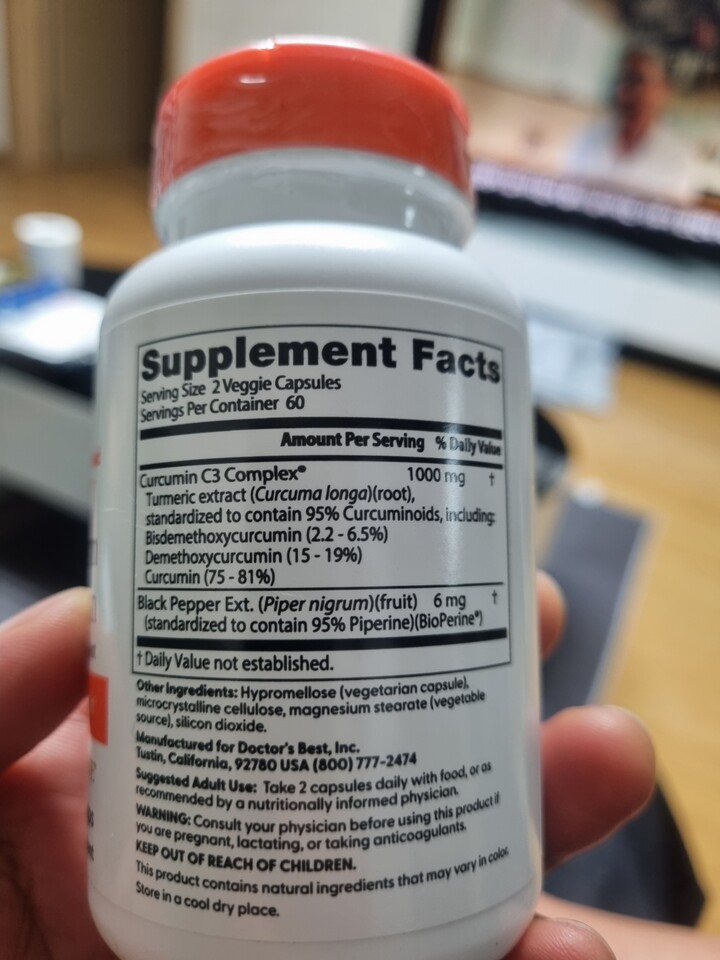 Supplement Facts
Serving Size 2 Veggie Capsules
Servings Per Container 60
Amount Per Serving % Daily Value
Curcumin C3 Complex® 1000 mg †
Turmeric extract (Curcuma longa)(root),
standardized to contain 95% Curcuminoids, including:
Bisdemethoxycurcumin (2.2 - 6.5%)
Demethoxycurcumin (15 - 19%)
Curcumin (75 - 81%)
Black Pepper Ext. (Piper nigrum)(fruit) 6 mg †
(standardized to contain 95% Piperine)(BioPerine®)
† Daily Value not established.
Other Ingredients: Hypromellose (vegetarian capsule),
microcrystalline cellulose, magnesium stearate (vegetable
source), silicon dioxide.
Manufactured for Doctor's Best, Inc.
Tustin, California, 92780 USA (800) 777-2474
Suggested Adult Use: Take 2 capsules daily with food, or as
recommended by a nutritionally informed physician.
WARNING: Consult your physician before using this product if
you are pregnant, lactating, or taking anticoagulants.
KEEP OUT OF REACH OF CHILDREN.
This product contains natural ingredients that may vary in color.
Store in a cool dry place.